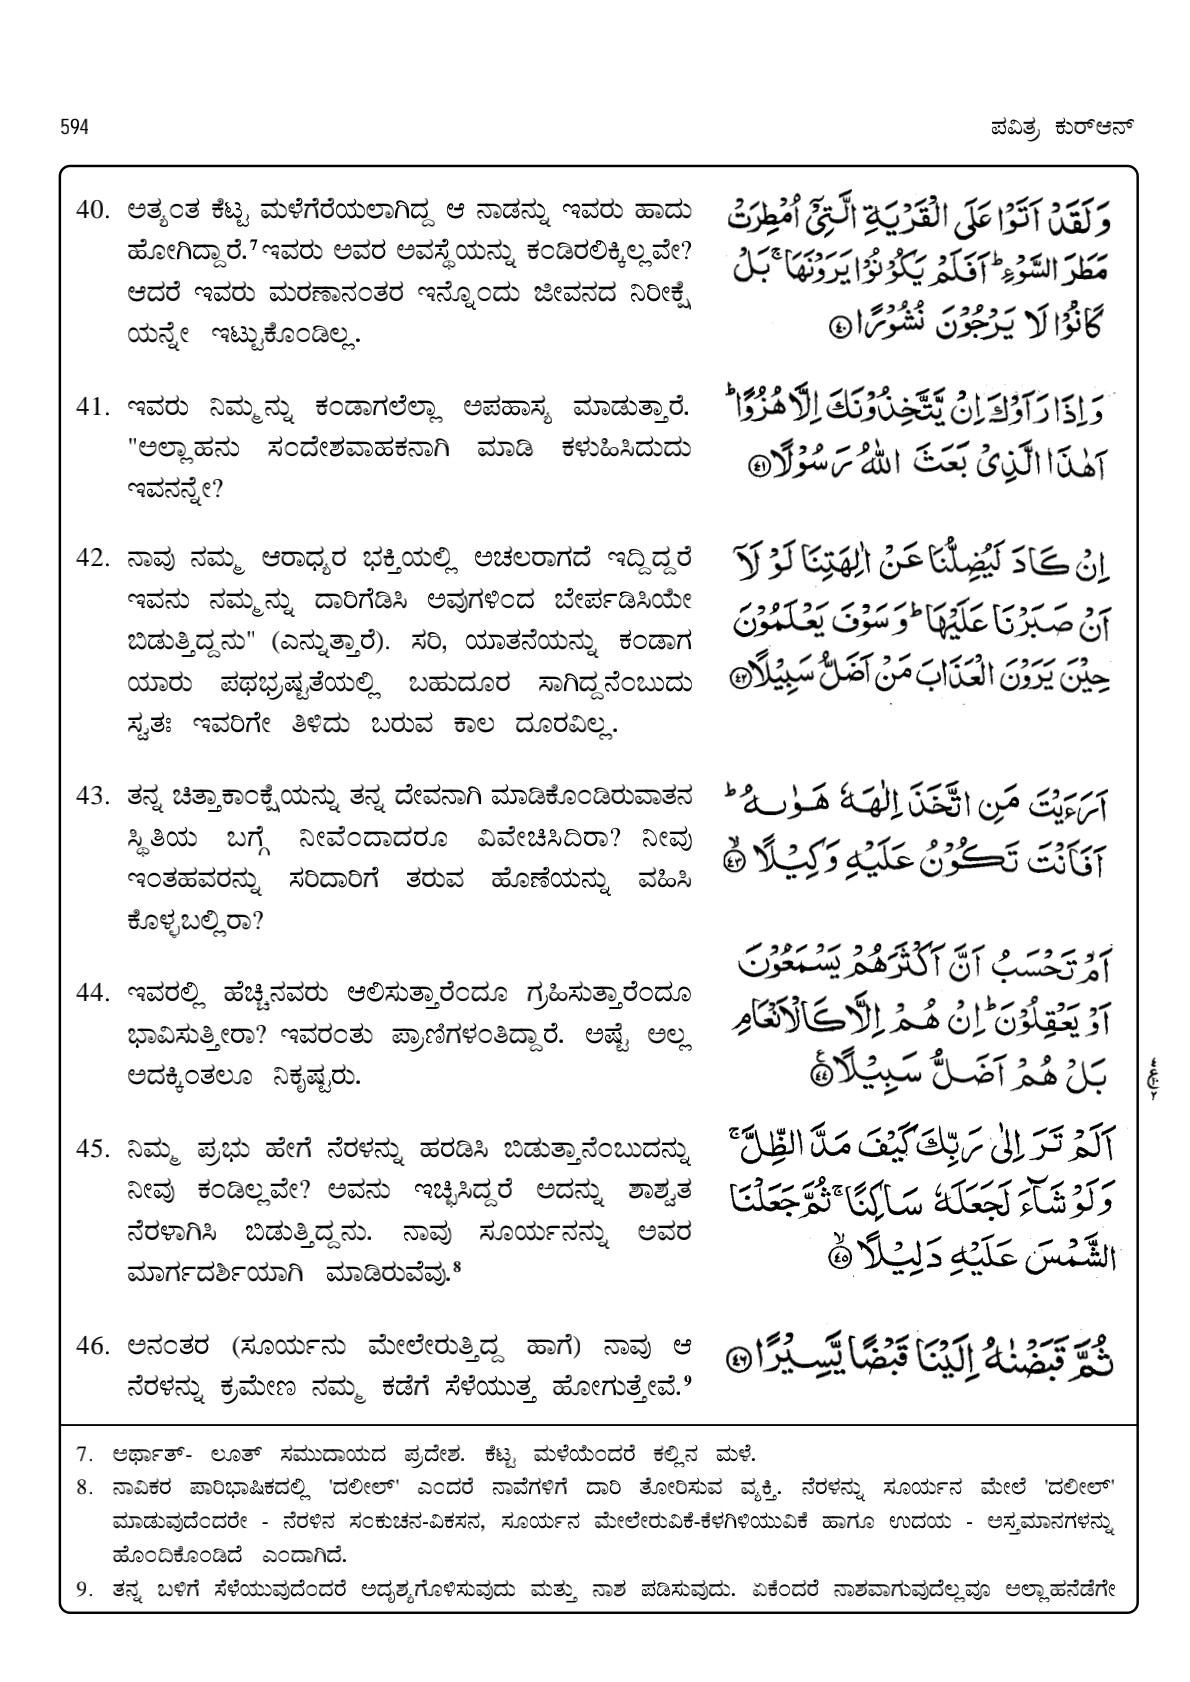 594
ಪವಿತ್ರ ಕುರ್‌ಆನ್
40. ಅತ್ಯಂತ ಕೆಟ್ಟ ಮಳೆಗೆರೆಯಲಾಗಿದ್ದ ಆ ನಾಡನ್ನು ಇವರು ಹಾದು
ಹೋಗಿದ್ದಾರೆ.⁷ ಇವರು ಅವರ ಅವಸ್ಥೆಯನ್ನು ಕಂಡಿರಲಿಕ್ಕಿಲ್ಲವೇ?
ಆದರೆ ಇವರು ಮರಣಾನಂತರ ಇನ್ನೊಂದು ಜೀವನದ ನಿರೀಕ್ಷೆ
ಯನ್ನೇ ಇಟ್ಟುಕೊಂಡಿಲ್ಲ.
وَلَقَدْ اَتَوْا عَلَى الْقَرْيَةِ الَّتِيْٓ اُمْطِرَتْ
مَطَرَ السَّوْءِ ؕ اَفَلَمْ يَكُوْنُوْا يَرَوْنَهَا ۚ بَلْ
كَانُوْا لَا يَرْجُوْنَ نُشُوْرًا ۝۴۰
41. ಇವರು ನಿಮ್ಮನ್ನು ಕಂಡಾಗಲೆಲ್ಲಾ ಅಪಹಾಸ್ಯ ಮಾಡುತ್ತಾರೆ.
"ಅಲ್ಲಾಹನು ಸಂದೇಶವಾಹಕನಾಗಿ ಮಾಡಿ ಕಳುಹಿಸಿದುದು
ಇವನನ್ನೇ?
وَاِذَا رَاَوْكَ اِنْ يَّتَّخِذُوْنَكَ اِلَّا هُزُوًا ؕ
اَهٰذَا الَّذِيْ بَعَثَ اللّٰهُ رَسُوْلًا ۝۴۱
42. ನಾವು ನಮ್ಮ ಆರಾಧ್ಯರ ಭಕ್ತಿಯಲ್ಲಿ ಅಚಲರಾಗದೆ ಇದ್ದಿದ್ದರೆ
ಇವನು ನಮ್ಮನ್ನು ದಾರಿಗೆಡಿಸಿ ಅವುಗಳಿಂದ ಬೇರ್ಪಡಿಸಿಯೇ
ಬಿಡುತ್ತಿದ್ದನು" (ಎನ್ನುತ್ತಾರೆ). ಸರಿ, ಯಾತನೆಯನ್ನು ಕಂಡಾಗ
ಯಾರು ಪಥಭ್ರಷ್ಟತೆಯಲ್ಲಿ ಬಹುದೂರ ಸಾಗಿದ್ದನೆಂಬುದು
ಸ್ವತಃ ಇವರಿಗೇ ತಿಳಿದು ಬರುವ ಕಾಲ ದೂರವಿಲ್ಲ.
اِنْ كَادَ لَيُضِلُّنَا عَنْ اٰلِهَتِنَا لَوْ لَآ
اَنْ صَبَرْنَا عَلَيْهَا ؕ وَسَوْفَ يَعْلَمُوْنَ
حِيْنَ يَرَوْنَ الْعَذَابَ مَنْ اَضَلُّ سَبِيْلًا ۝۴۲
43. ತನ್ನ ಚಿತ್ತಾಕಾಂಕ್ಷೆಯನ್ನು ತನ್ನ ದೇವನಾಗಿ ಮಾಡಿಕೊಂಡಿರುವಾತನ
ಸ್ಥಿತಿಯ ಬಗ್ಗೆ ನೀವೆಂದಾದರೂ ವಿವೇಚಿಸಿದಿರಾ? ನೀವು
ಇಂತಹವರನ್ನು ಸರಿದಾರಿಗೆ ತರುವ ಹೊಣೆಯನ್ನು ವಹಿಸಿ
ಕೊಳ್ಳಬಲ್ಲಿರಾ?
اَرَءَيْتَ مَنِ اتَّخَذَ اِلٰهَهٗ هَوٰىهُ ؕ
اَفَاَنْتَ تَكُوْنُ عَلَيْهِ وَكِيْلًا ۙ۝۴۳
44. ಇವರಲ್ಲಿ ಹೆಚ್ಚಿನವರು ಆಲಿಸುತ್ತಾರೆಂದೂ ಗ್ರಹಿಸುತ್ತಾರೆಂದೂ
ಭಾವಿಸುತ್ತೀರಾ? ಇವರಂತು ಪ್ರಾಣಿಗಳಂತಿದ್ದಾರೆ. ಅಷ್ಟೆ ಅಲ್ಲ
ಅದಕ್ಕಿಂತಲೂ ನಿಕೃಷ್ಟರು.
اَمْ تَحْسَبُ اَنَّ اَكْثَرَهُمْ يَسْمَعُوْنَ
اَوْ يَعْقِلُوْنَ ؕ اِنْ هُمْ اِلَّا كَالْاَنْعَامِ
بَلْ هُمْ اَضَلُّ سَبِيْلًا ۝۴۴
45. ನಿಮ್ಮ ಪ್ರಭು ಹೇಗೆ ನೆರಳನ್ನು ಹರಡಿಸಿ ಬಿಡುತ್ತಾನೆಂಬುದನ್ನು
ನೀವು ಕಂಡಿಲ್ಲವೇ? ಅವನು ಇಚ್ಛಿಸಿದ್ದರೆ ಅದನ್ನು ಶಾಶ್ವತ
ನೆರಳಾಗಿಸಿ ಬಿಡುತ್ತಿದ್ದನು. ನಾವು ಸೂರ್ಯನನ್ನು ಅವರ
ಮಾರ್ಗದರ್ಶಿಯಾಗಿ ಮಾಡಿರುವೆವು.⁸
اَلَمْ تَرَ اِلٰى رَبِّكَ كَيْفَ مَدَّ الظِّلَّ ۚ
وَلَوْ شَآءَ لَجَعَلَهٗ سَاكِنًا ۚ ثُمَّ جَعَلْنَا
الشَّمْسَ عَلَيْهِ دَلِيْلًا ۙ۝۴۵
46. ಅನಂತರ (ಸೂರ್ಯನು ಮೇಲೇರುತ್ತಿದ್ದ ಹಾಗೆ) ನಾವು ಆ
ನೆರಳನ್ನು ಕ್ರಮೇಣ ನಮ್ಮ ಕಡೆಗೆ ಸೆಳೆಯುತ್ತ ಹೋಗುತ್ತೇವೆ.⁹
ثُمَّ قَبَضْنٰهُ اِلَيْنَا قَبْضًا يَّسِيْرًا ۝۴۶
7. ಅರ್ಥಾತ್- ಲೂತ್ ಸಮುದಾಯದ ಪ್ರದೇಶ. ಕೆಟ್ಟ ಮಳೆಯೆಂದರೆ ಕಲ್ಲಿನ ಮಳೆ.
8. ನಾವಿಕರ ಪಾರಿಭಾಷಿಕದಲ್ಲಿ 'ದಲೀಲ್' ಎಂದರೆ ನಾವೆಗಳಿಗೆ ದಾರಿ ತೋರಿಸುವ ವ್ಯಕ್ತಿ. ನೆರಳನ್ನು ಸೂರ್ಯನ ಮೇಲೆ 'ದಲೀಲ್'
ಮಾಡುವುದೆಂದರೇ - ನೆರಳಿನ ಸಂಕುಚನ-ವಿಕಸನ, ಸೂರ್ಯನ ಮೇಲೇರುವಿಕೆ-ಕೆಳಗಿಳಿಯುವಿಕೆ ಹಾಗೂ ಉದಯ - ಅಸ್ತಮಾನಗಳನ್ನು
ಹೊಂದಿಕೊಂಡಿದೆ ಎಂದಾಗಿದೆ.
9. ತನ್ನ ಬಳಿಗೆ ಸೆಳೆಯುವುದೆಂದರೆ ಅದೃಶ್ಯಗೊಳಿಸುವುದು ಮತ್ತು ನಾಶ ಪಡಿಸುವುದು. ಏಕೆಂದರೆ ನಾಶವಾಗುವುದೆಲ್ಲವೂ ಅಲ್ಲಾಹನೆಡೆಗೇ